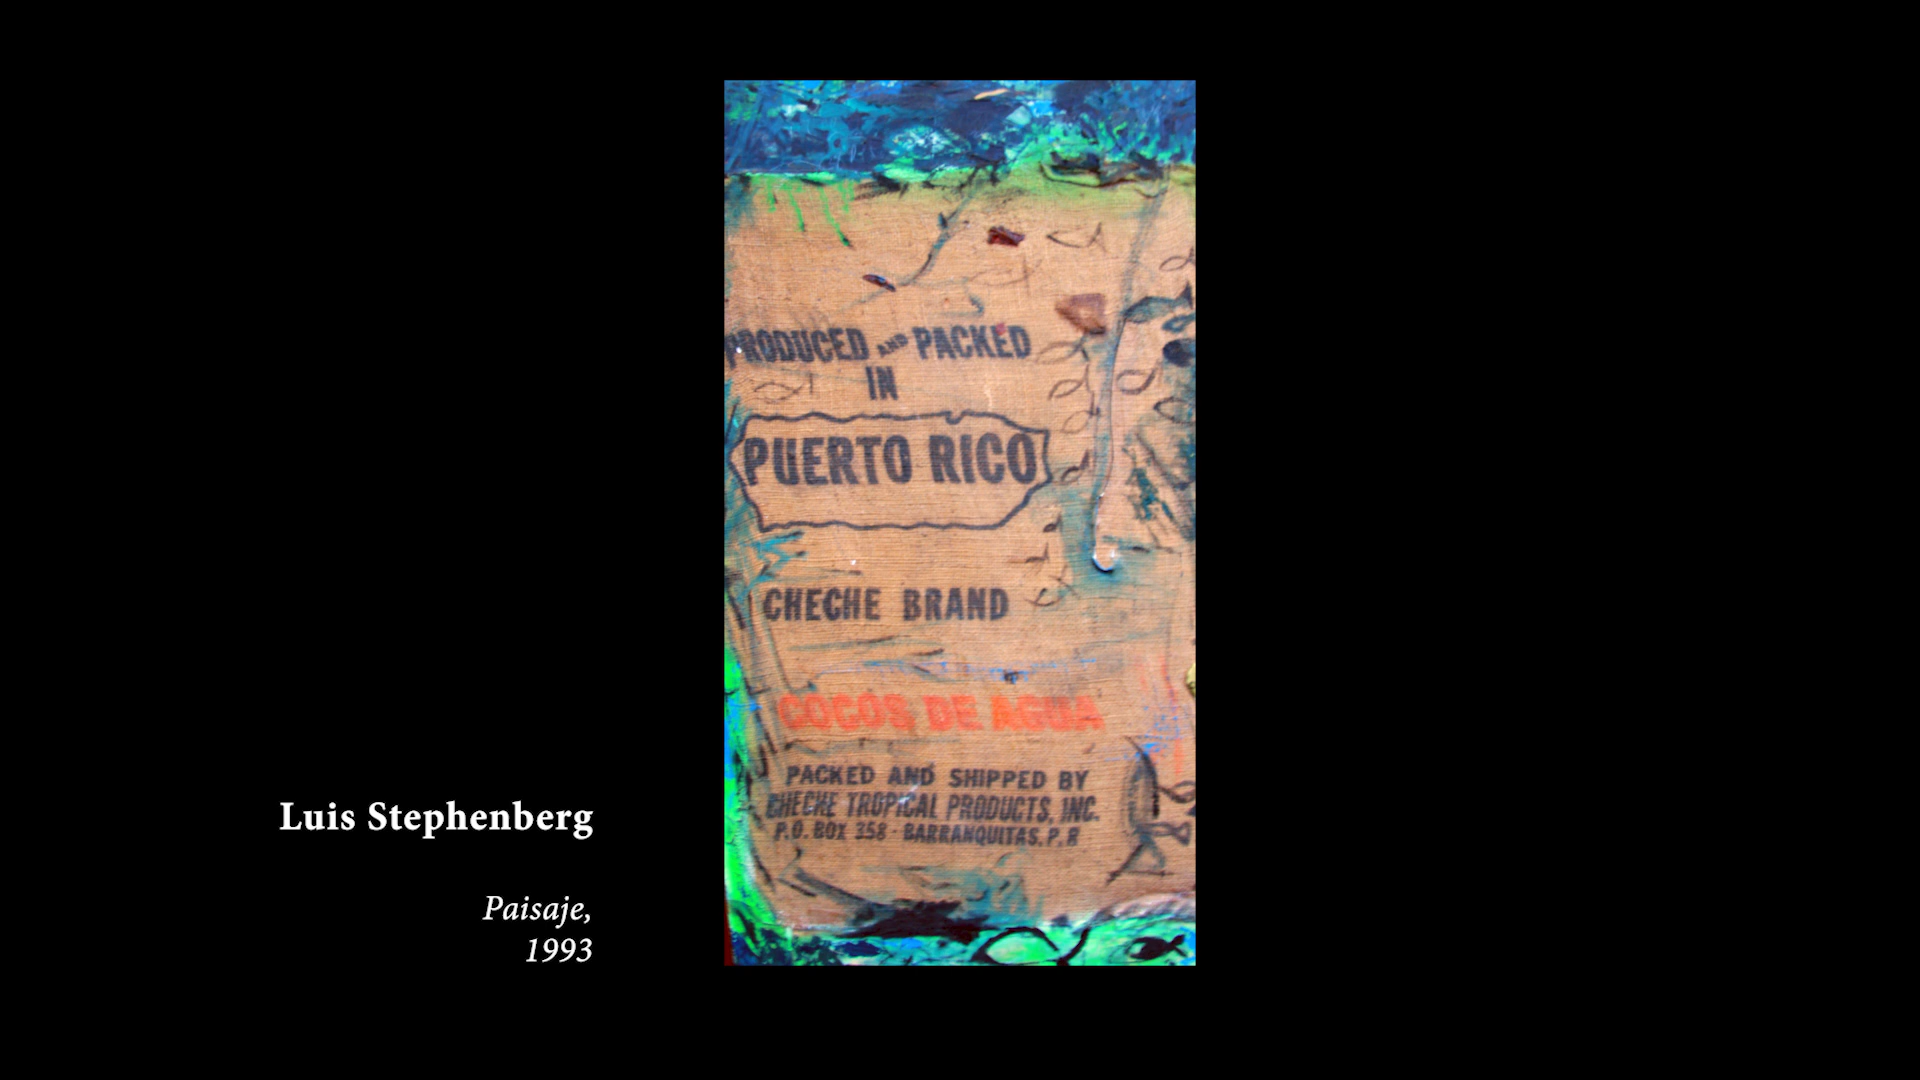 Luis Stephenberg
Paisaje,
1993
PRODUCED AND PACKED
IN
PUERTO RICO
CHECHE BRAND
COCOS DE AGUA
PACKED AND SHIPPED BY
CHECHE TROPICAL PRODUCTS, INC.
P.O. BOX 358 - BARRANQUITAS, P.R